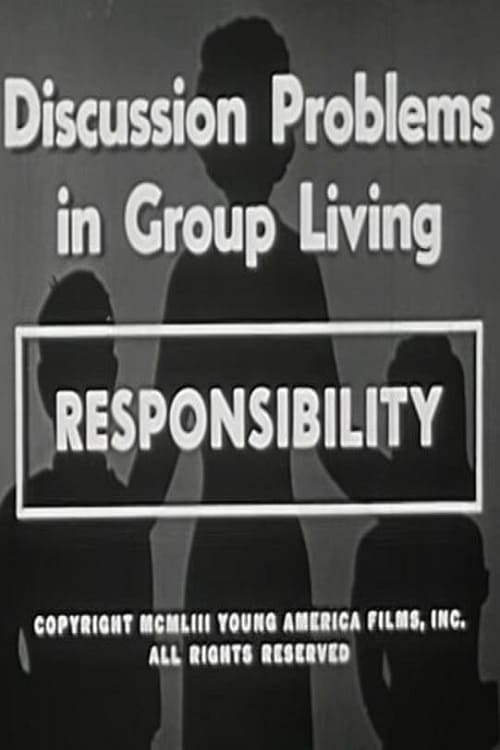 Discussion Problems
in Group Living
RESPONSIBILITY
COPYRIGHT MCMLIII YOUNG AMERICA FILMS, INC.
ALL RIGHTS RESERVED